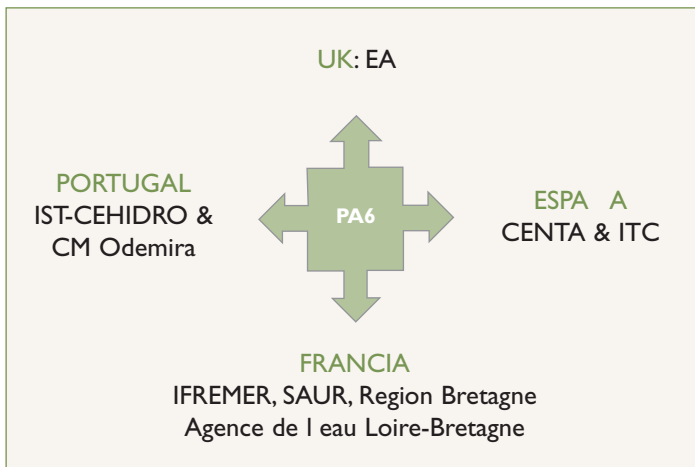 UK: EA
PORTUGAL
IST-CEHIDRO &
CM Odemira
PA6
ESPA A
CENTA & ITC
FRANCIA
IFREMER, SAUR, Region Bretagne
Agence de l eau Loire-Bretagne